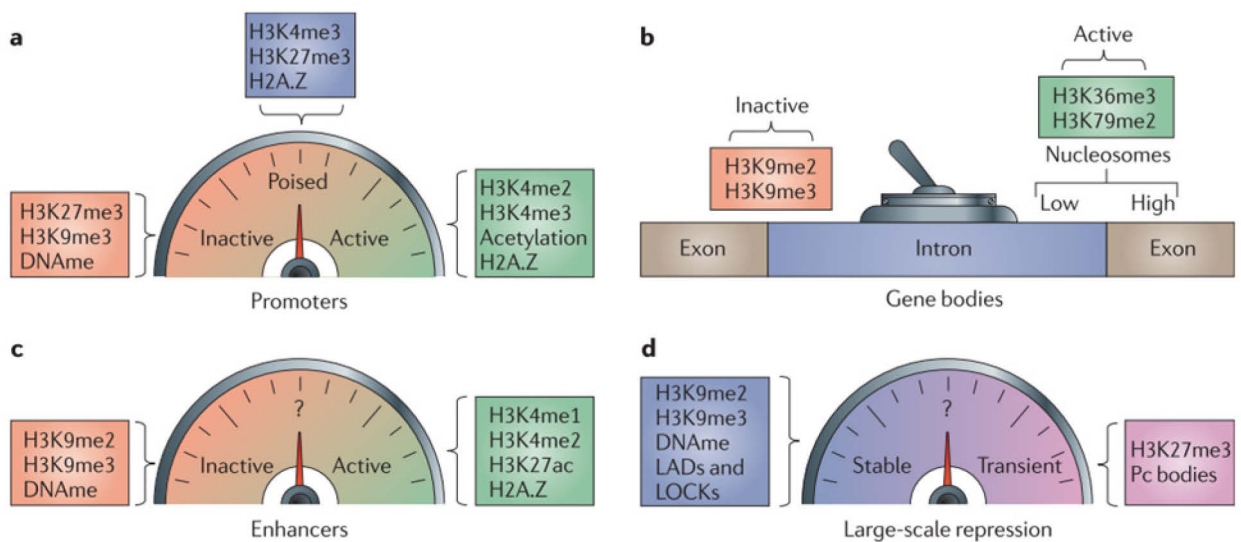 a
H3K4me3
H3K27me3
H2A.Z
Poised
H3K27me3
H3K9me3
DNAme
Inactive
Active
H3K4me2
H3K4me3
Acetylation
H2A.Z
Promoters
b
Active
H3K36me3
H3K79me2
Inactive
H3K9me2
H3K9me3
Nucleosomes
Low
High
Exon
Intron
Exon
Gene bodies
c
?
H3K9me2
H3K9me3
DNAme
Inactive
Active
H3K4me1
H3K4me2
H3K27ac
H2A.Z
Enhancers
d
H3K9me2
H3K9me3
DNAme
LADs and
LOCKs
?
Stable
Transient
H3K27me3
Pc bodies
Large-scale repression